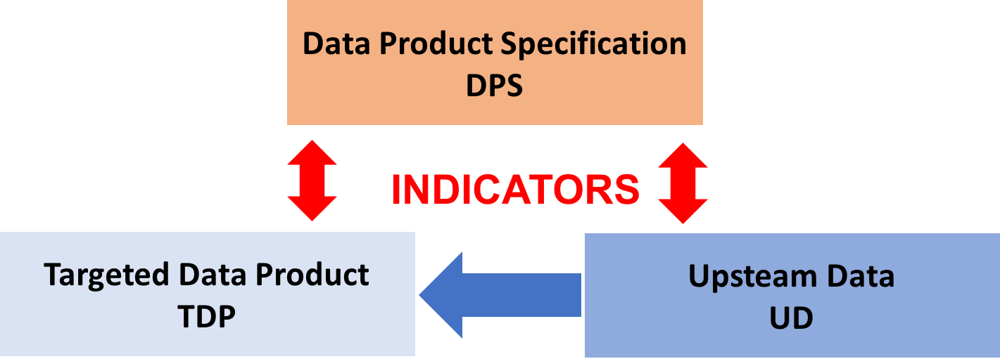 Data Product Specification
DPS
INDICATORS
Targeted Data Product
TDP
Upsteam Data
UD